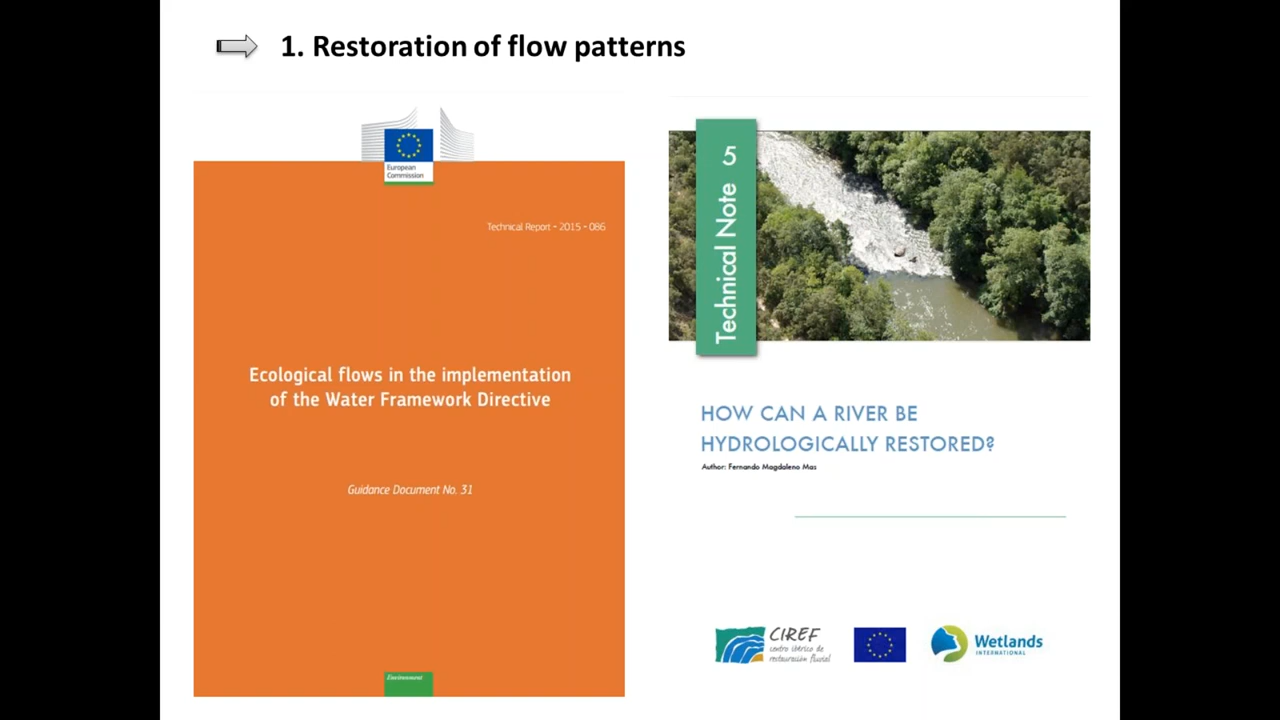 1. Restoration of flow patterns
European
Commission
Technical Report - 2015 - 086
Ecological flows in the implementation
of the Water Framework Directive
Guidance Document No. 31
Environment
Technical Note 5
HOW CAN A RIVER BE
HYDROLOGICALLY RESTORED?
Author: Fernando Magdaleno Mas
CIREF
centro ibérico de
restauración fluvial
Wetlands
INTERNATIONAL